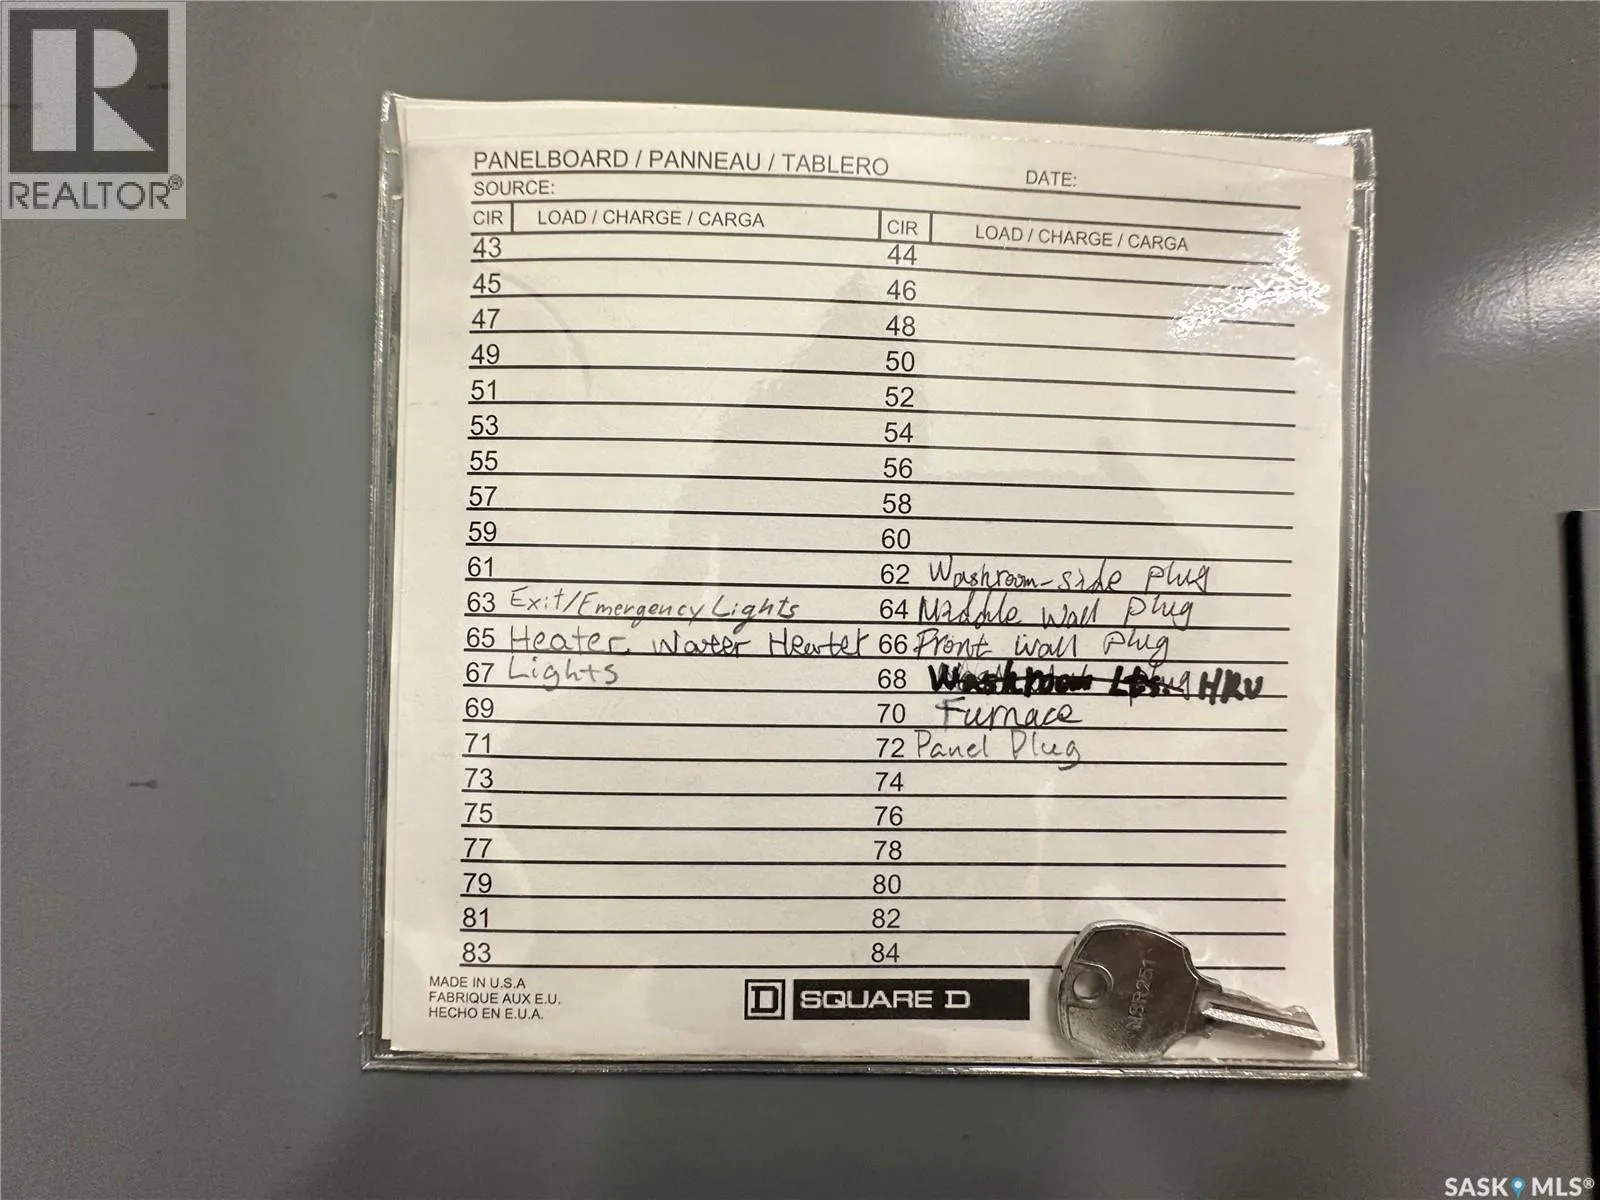 REALTOR®
PANELBOARD / PANNEAU / TABLERO
DATE:
SOURCE:
CIR LOAD / CHARGE / CARGA CIR LOAD / CHARGE / CARGA
43 44
45 46
47 48
49 50
51 52
53 54
55 56
57 58
59 60
61 62 Washroom-side Plug
63 Exit/Emergency Lights 64 Middle wall Plug
65 Heater, Water Heater 66 Front wall Plug
67 Lights 68 Washroom HRV
69 70 Furnace
71 72 Panel Plug
73 74
75 76
77 78
79 80
81 82
83 84
MADE IN U.S.A
FABRIQUE AUX E.U.
HECHO EN E.U.A.
D SQUARE D
NSR251
SASK MLS®